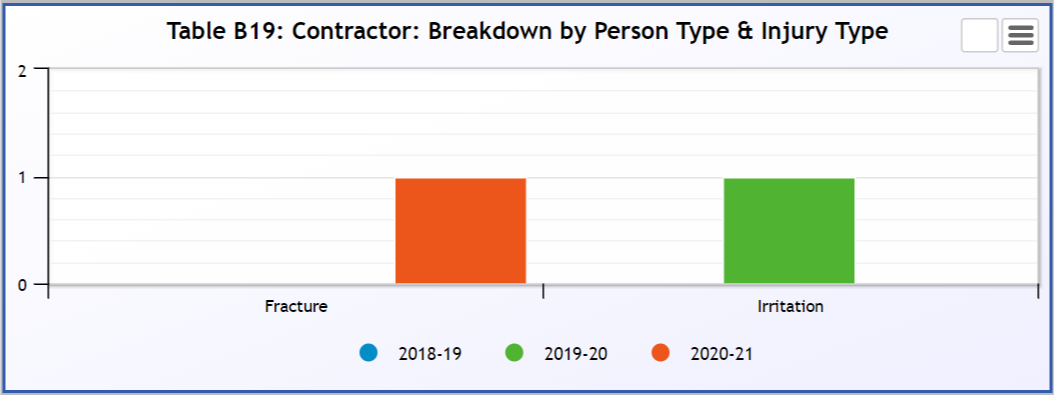 Table B19: Contractor: Breakdown by Person Type & Injury Type
2
1
0
Fracture Irritation
2018-19 2019-20 2020-21